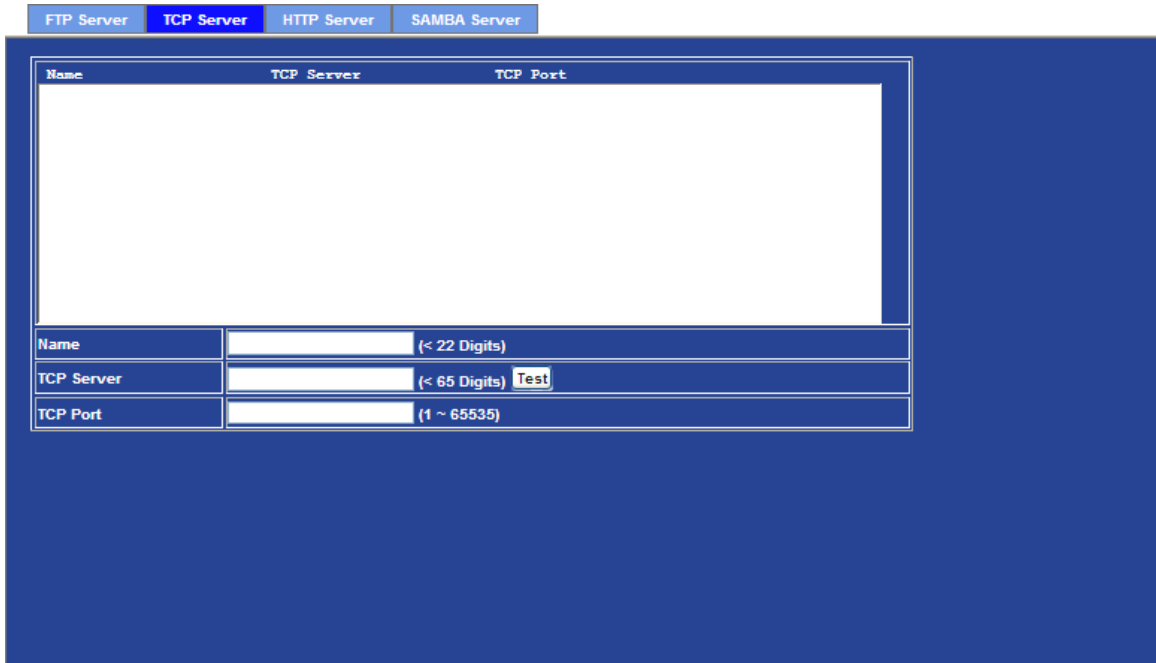 FTP Server TCP Server HTTP Server SAMBA Server
Name TCP Server TCP Port
Name (< 22 Digits)
TCP Server (< 65 Digits) Test
TCP Port (1 ~ 65535)